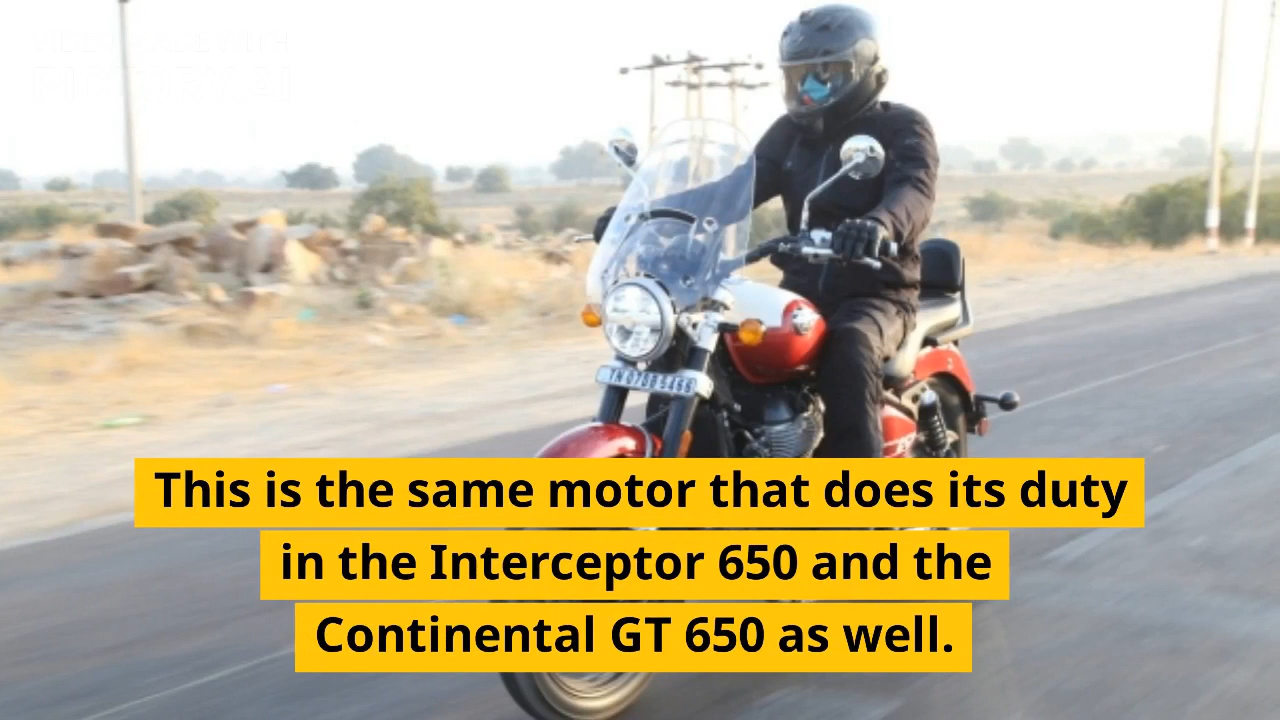 This is the same motor that does its duty
in the Interceptor 650 and the
Continental GT 650 as well.